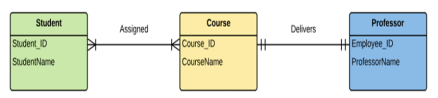 Student
Student_ID
StudentName
Assigned
Course
Course_ID
CourseName
Delivers
Professor
Employee_ID
ProfessorName